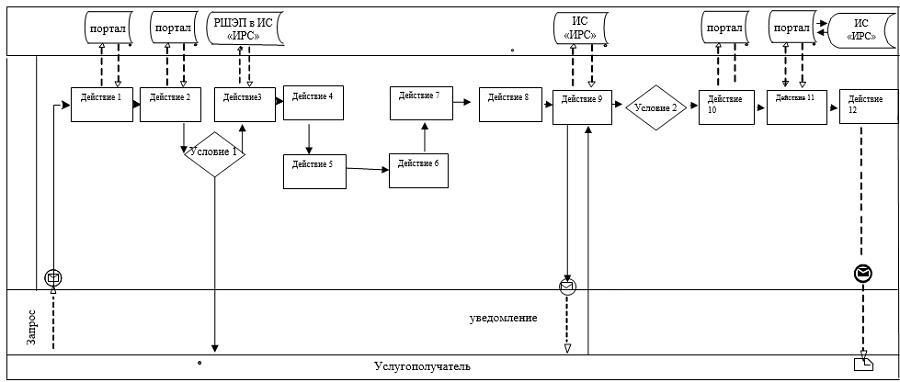 портал
портал
РШЭП в ИС
«ИРС»
ИС
«ИРС»
портал
портал
ИС
«ИРС»
Действие 1
Действие 2
Действие3
Действие 4
Действие 7
Действие 8
Действие 9
Условие 2
Действие
10
Действие 11
Действие
12
Условие 1
Действие 5
Действие 6
Запрос
уведомление
Услугополучатель